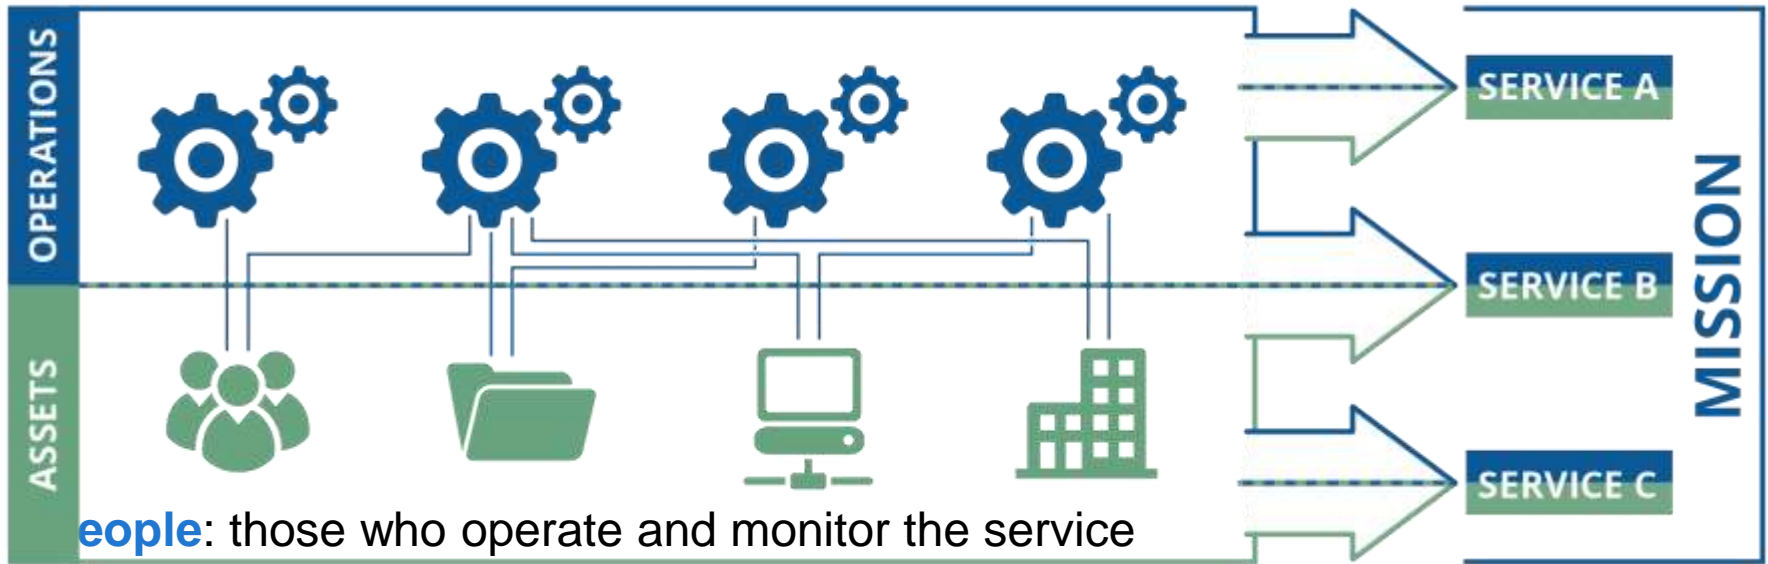 OPERATIONS
ASSETS
SERVICE A
SERVICE B
SERVICE C
MISSION
eople: those who operate and monitor the service